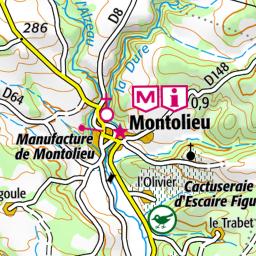 286
Mazeau
D8
la Dure
D148
M i
0,9
D64
Montolieu
Manufacture
de Montolieu
l'Olivier
Cactuseraie
d'Escaire Figu
goule
le Trabet